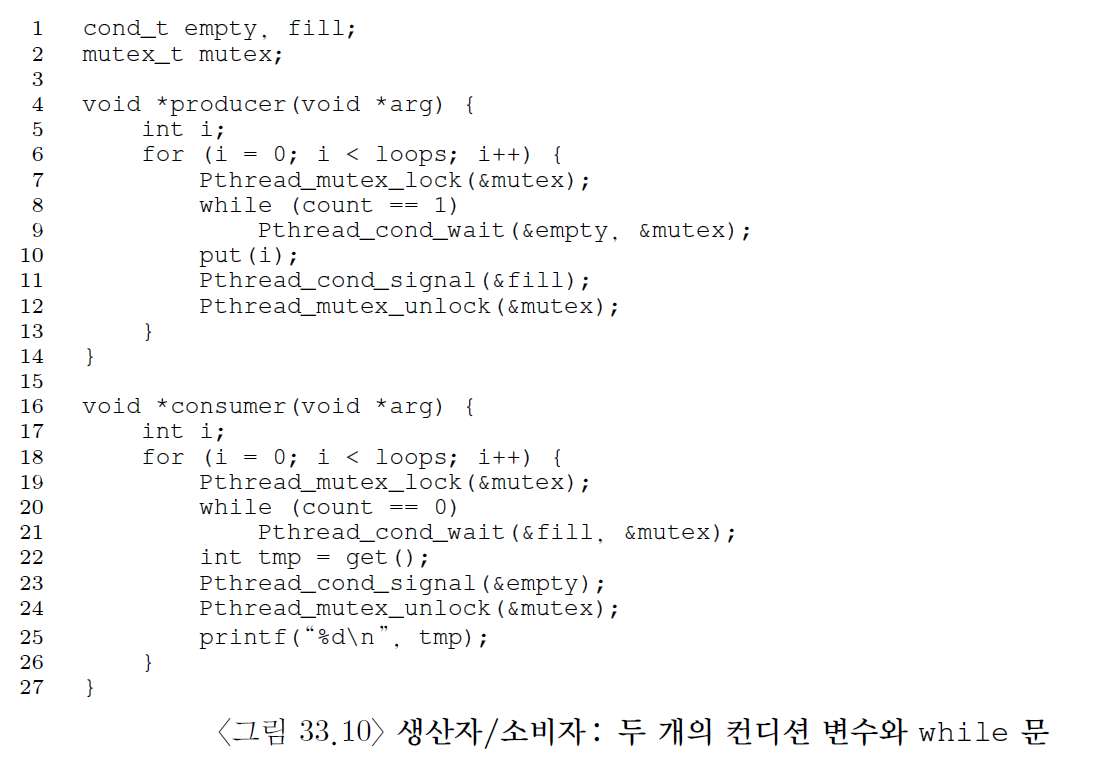 1 cond_t empty, fill;
2 mutex_t mutex;
3
4 void *producer(void *arg) {
5 int i;
6 for (i = 0; i < loops; i++) {
7 Pthread_mutex_lock(&mutex);
8 while (count == 1)
9 Pthread_cond_wait(&empty, &mutex);
10 put(i);
11 Pthread_cond_signal(&fill);
12 Pthread_mutex_unlock(&mutex);
13 }
14 }
15
16 void *consumer(void *arg) {
17 int i;
18 for (i = 0; i < loops; i++) {
19 Pthread_mutex_lock(&mutex);
20 while (count == 0)
21 Pthread_cond_wait(&fill, &mutex);
22 int tmp = get();
23 Pthread_cond_signal(&empty);
24 Pthread_mutex_unlock(&mutex);
25 printf(“%d\n”, tmp);
26 }
27 }
〈그림 33.10〉 생산자/소비자: 두 개의 컨디션 변수와 while 문